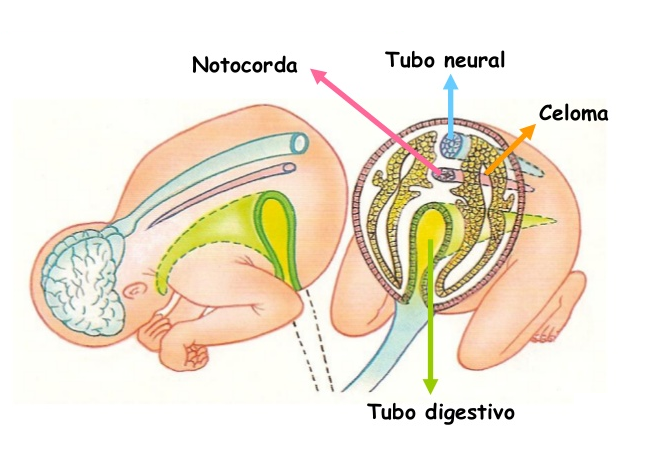 Tubo neural
Notocorda
Celoma
Tubo digestivo